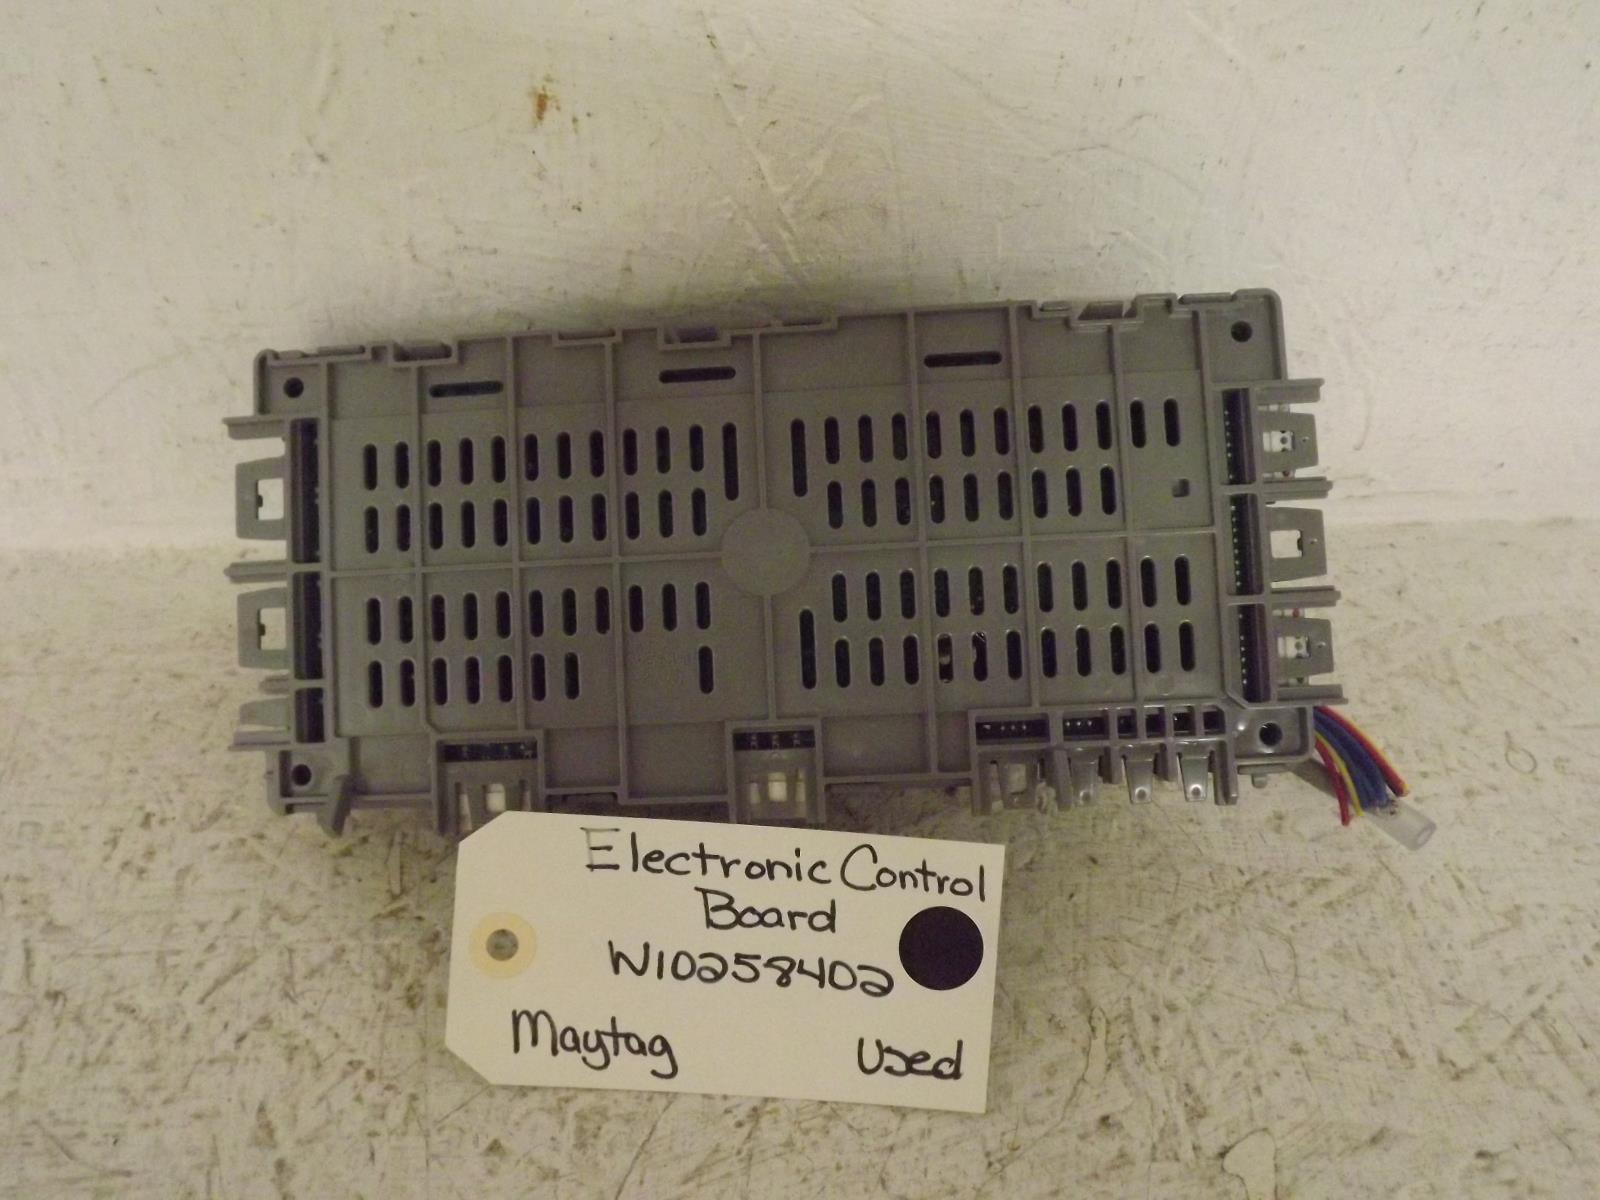 Electronic Control
Board
W10258402
Maytag Used